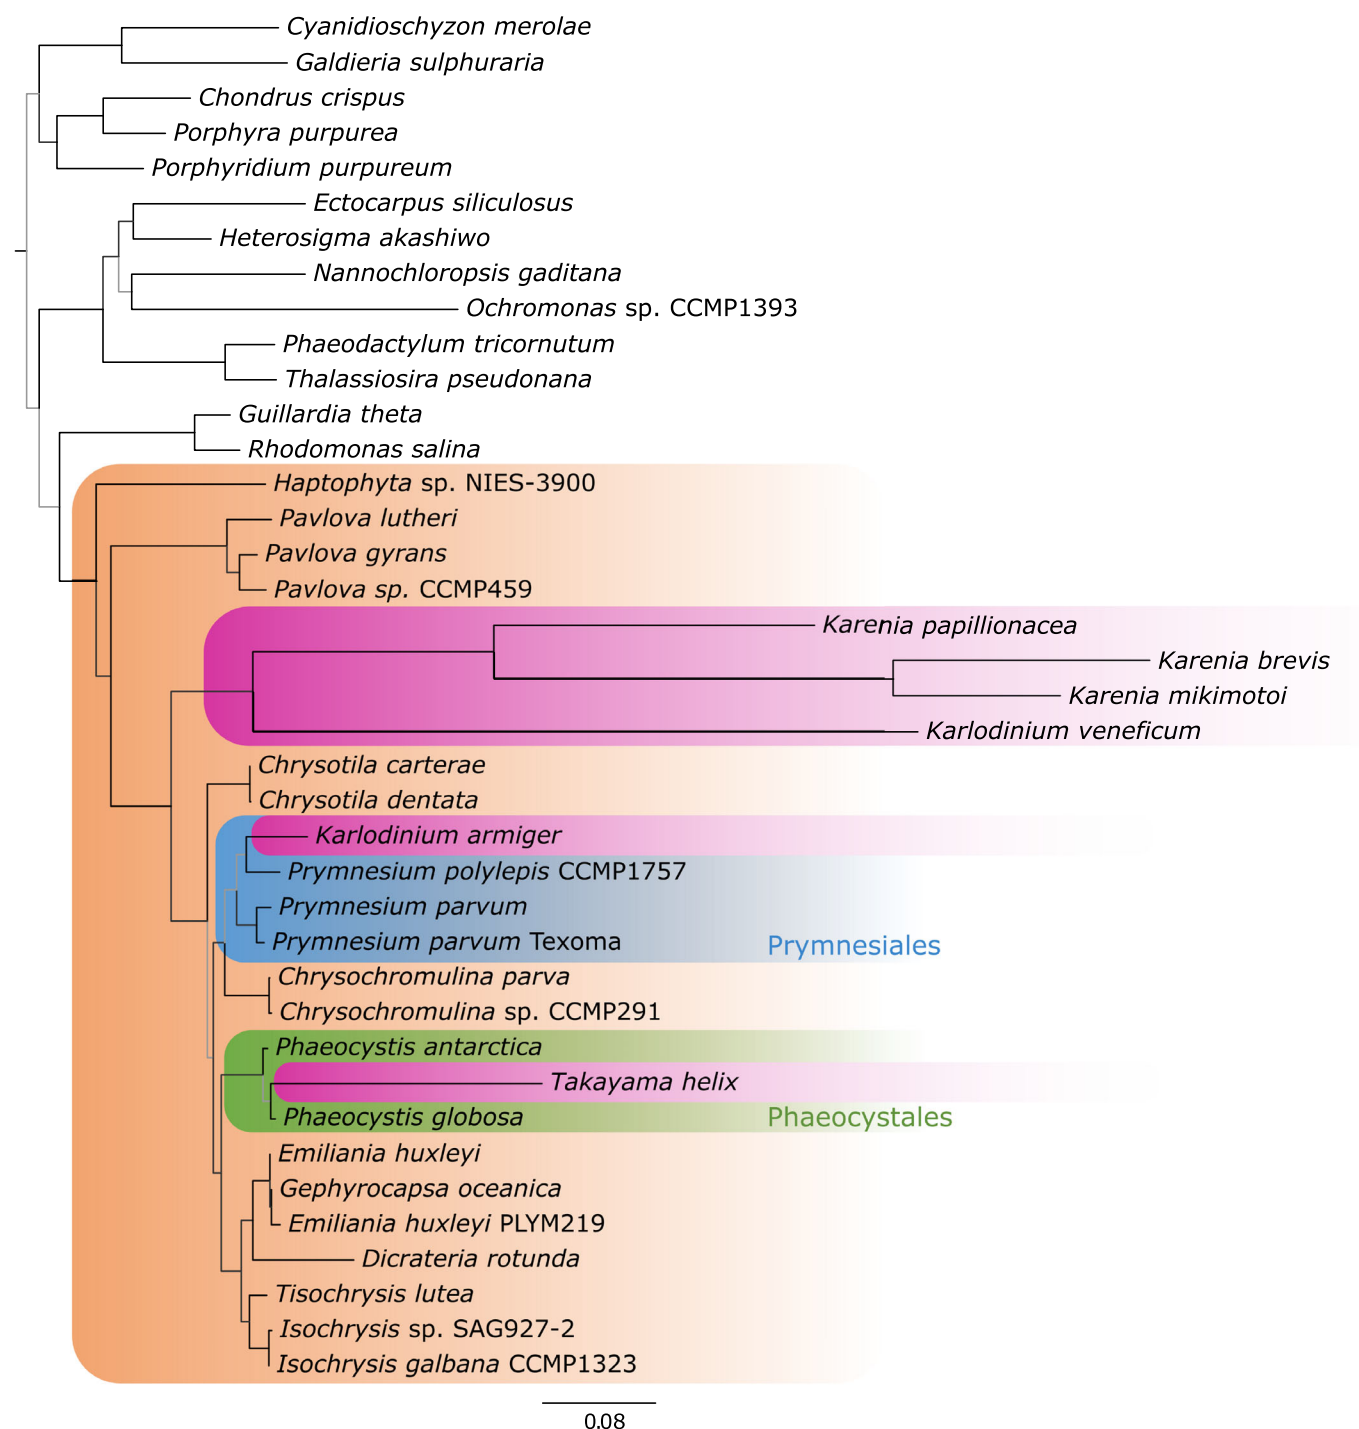 Cyanidioschyzon merolae
Galdieria sulphuraria
Chondrus crispus
Porphyra purpurea
Porphyridium purpureum
Ectocarpus siliculosus
Heterosigma akashiwo
Nannochloropsis gaditana
Ochromonas sp. CCMP1393
Phaeodactylum tricornutum
Thalassiosira pseudonana
Guillardia theta
Rhodomonas salina
Haptophyta sp. NIES-3900
Pavlova lutheri
Pavlova gyrans
Pavlova sp. CCMP459
Karenia papillionacea
Karenia brevis
Karenia mikimotoi
Karlodinium veneficum
Chrysotila carterae
Chrysotila dentata
Karlodinium armiger
Prymnesium polylepis CCMP1757
Prymnesium parvum
Prymnesium parvum Texoma
Prymnesiales
Chrysochromulina parva
Chrysochromulina sp. CCMP291
Phaeocystis antarctica
Takayama helix
Phaeocystis globosa
Phaeocystales
Emiliania huxleyi
Gephyrocapsa oceanica
Emiliania huxleyi PLYM219
Dicrateria rotunda
Tisochrysis lutea
Isochrysis sp. SAG927-2
Isochrysis galbana CCMP1323
0.08